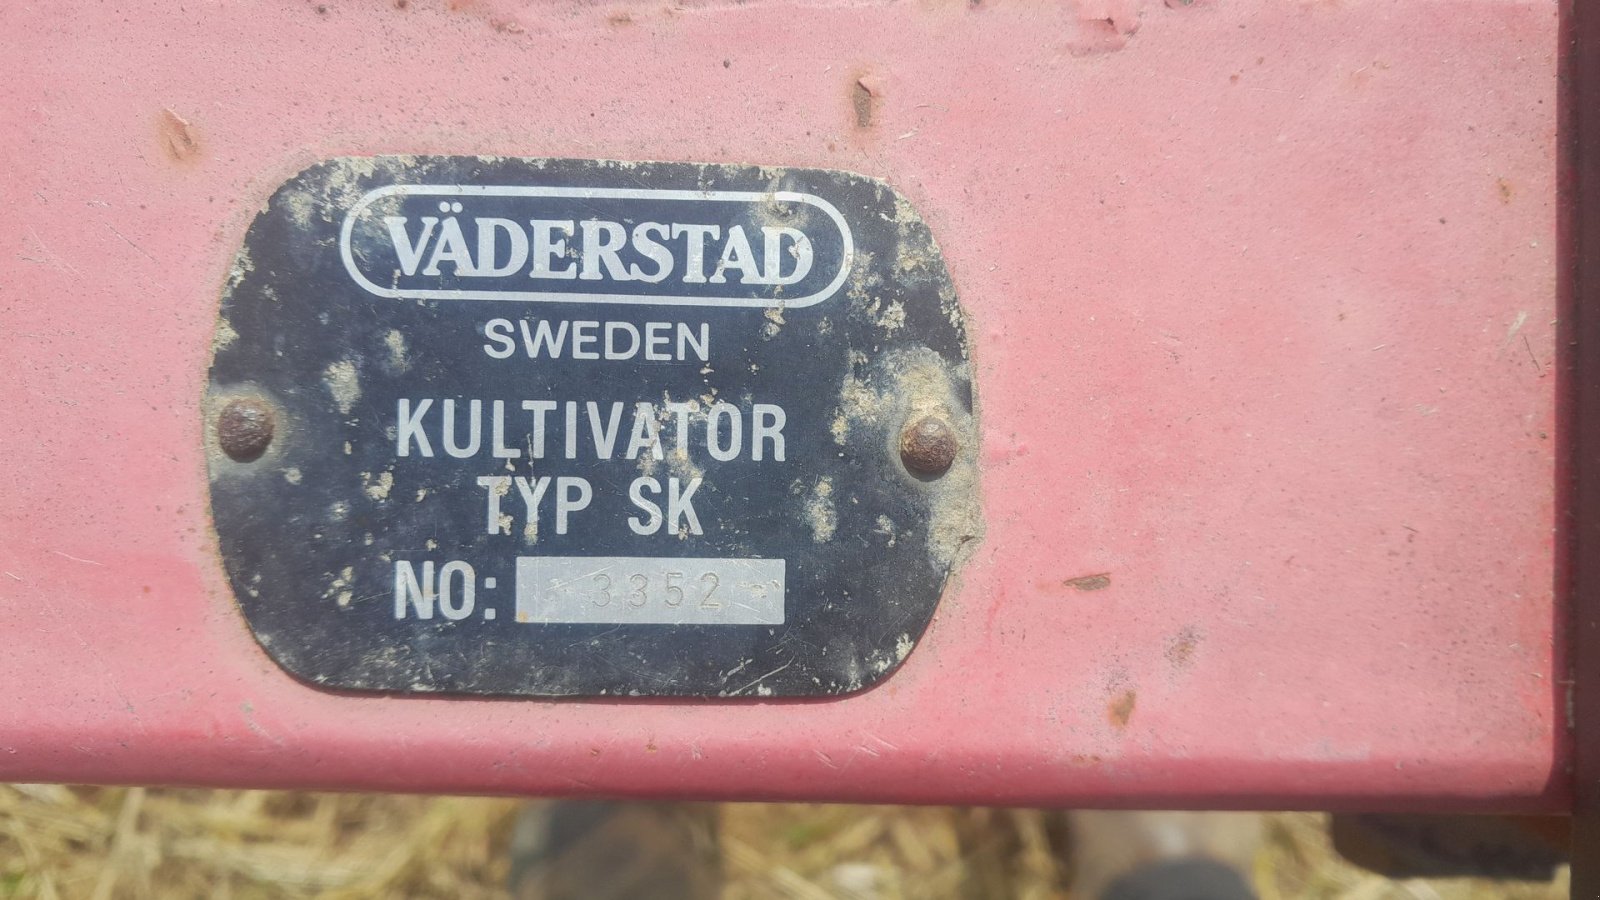 VÄDERSTAD
SWEDEN
KULTIVATOR
TYP SK
NO: - 3352 -